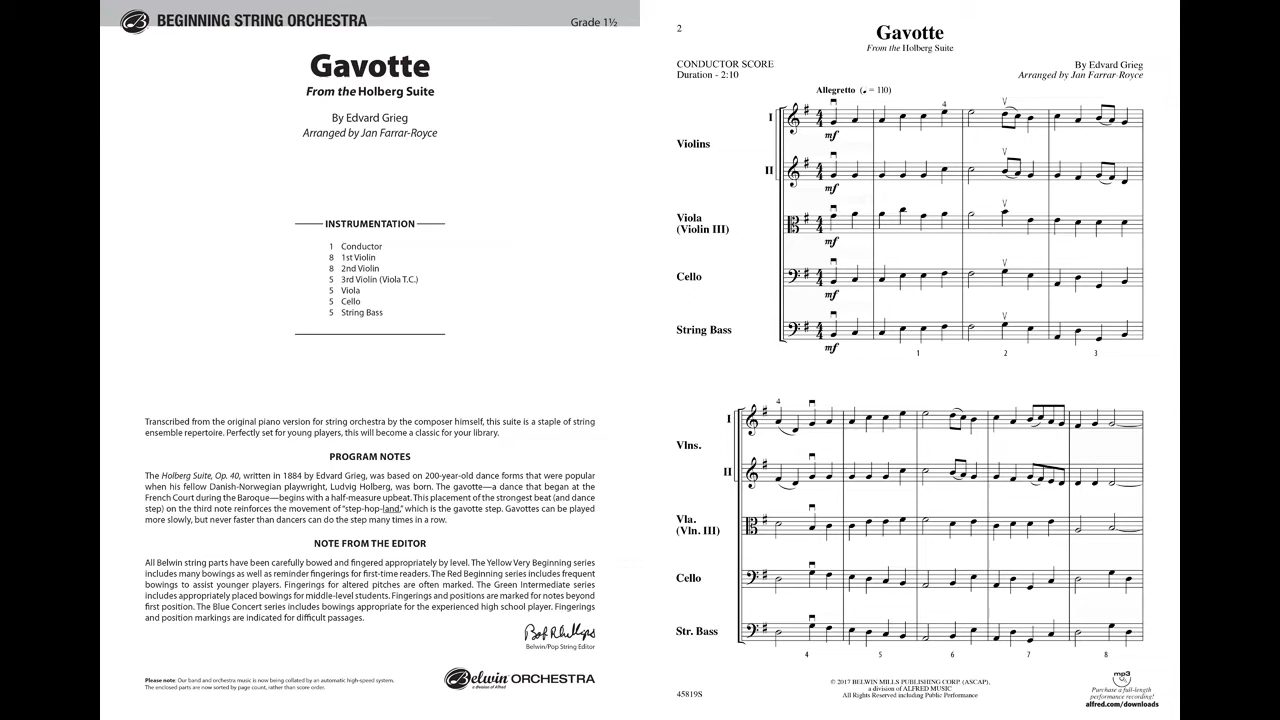 BEGINNING STRING ORCHESTRA
Grade 1½
Gavotte
From the Holberg Suite
By Edvard Grieg
Arranged by Jan Farrar-Royce
INSTRUMENTATION
1 Conductor
8 1st Violin
8 2nd Violin
5 3rd Violin (Viola T.C.)
5 Viola
5 Cello
5 String Bass
Transcribed from the original piano version for string orchestra by the composer himself, this suite is a staple of string
ensemble repertoire. Perfectly set for young players, this will become a classic for your library.
PROGRAM NOTES
The Holberg Suite, Op. 40, written in 1884 by Edvard Grieg, was based on 200-year-old dance forms that were popular
when his fellow Danish-Norwegian playwright, Ludvig Holberg, was born. The gavotte—a dance that began at the
French Court during the Baroque—begins with a half-measure upbeat. This placement of the strongest beat (and dance
step) on the third note reinforces the movement of "step-hop-land," which is the gavotte step. Gavottes can be played
more slowly, but never faster than dancers can do the step many times in a row.
NOTE FROM THE EDITOR
All Belwin string parts have been carefully bowed and fingered appropriately by level. The Yellow Very Beginning series
includes many bowings as well as reminder fingerings for first-time readers. The Red Beginning series includes frequent
bowings to assist younger players. Fingerings for altered pitches are often marked. The Green Intermediate series
includes appropriately placed bowings for middle-level students. Fingerings and positions are marked for notes beyond
first position. The Blue Concert series includes bowings appropriate for the experienced high school player. Fingerings
and position markings are indicated for difficult passages.
Bob Phillips
Belwin/Pop String Editor
Please note: Our band and orchestra music is now being collated by an automatic high-speed system.
The enclosed parts are now sorted by page count, rather than score order.
Belwin ORCHESTRA
a division of Alfred
2
Gavotte
From the Holberg Suite
CONDUCTOR SCORE
Duration - 2:10
By Edvard Grieg
Arranged by Jan Farrar-Royce
Allegretto (♩ = 110)
4
I
Violins
mf
II
mf
Viola
(Violin III)
mf
Cello
mf
String Bass
mf
1 2 3
4
I
Vlns.
II
Vla.
(Vln. III)
Cello
Str. Bass
4 5 6 7 8
45819S
© 2017 BELWIN MILLS PUBLISHING CORP. (ASCAP),
a division of ALFRED MUSIC
All Rights Reserved including Public Performance
mp3
Purchase a full-length
performance recording!
alfred.com/downloads